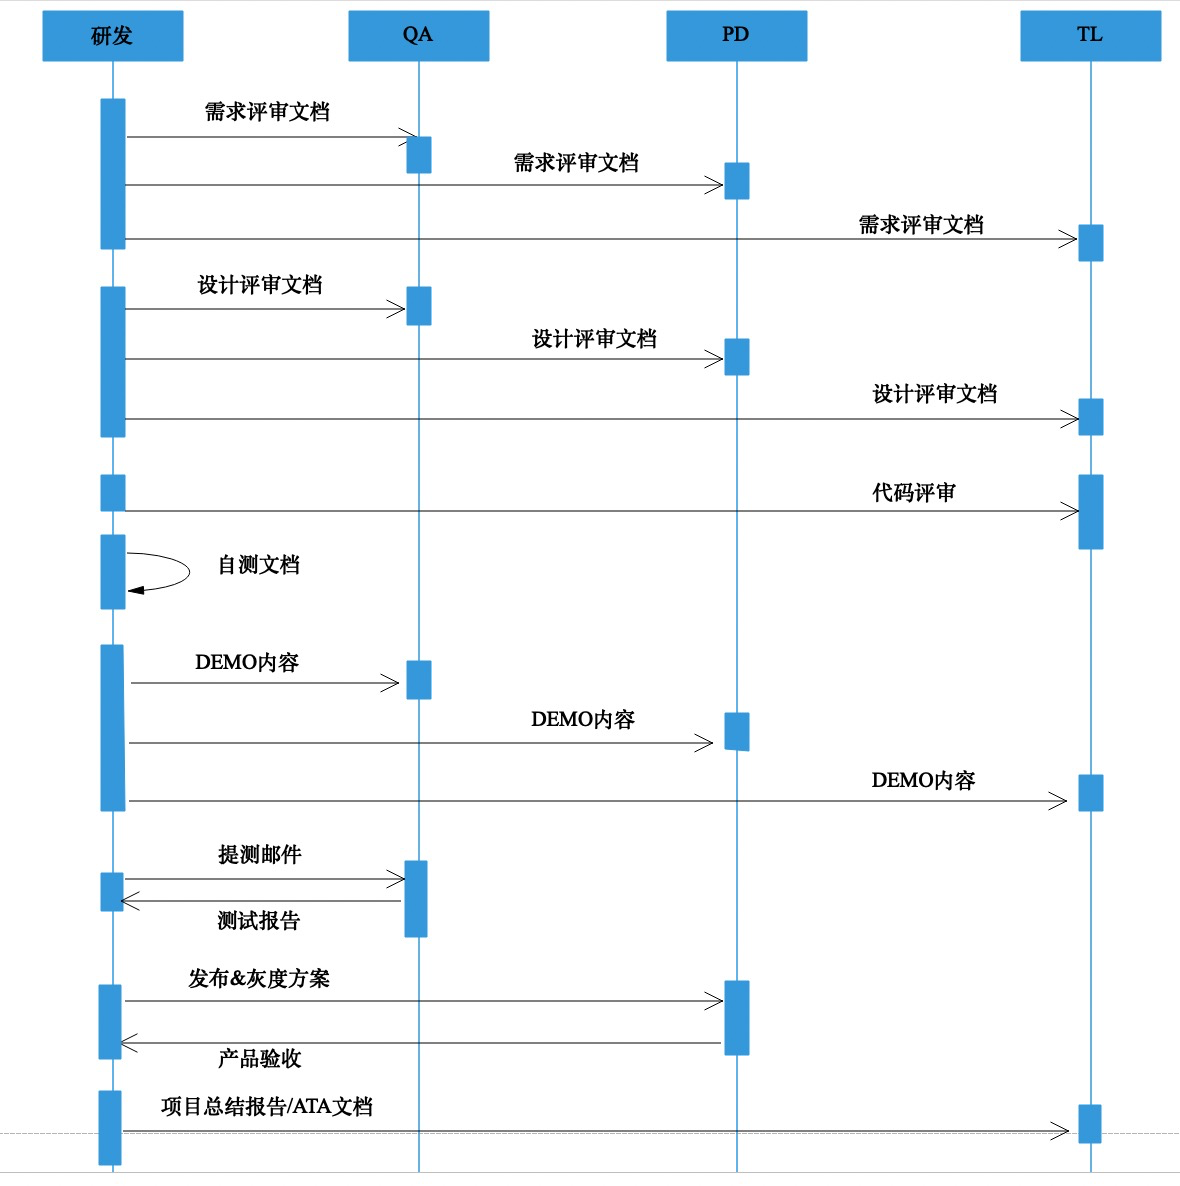 研发
QA
PD
TL
需求评审文档
需求评审文档
需求评审文档
设计评审文档
设计评审文档
设计评审文档
代码评审
自测文档
DEMO内容
DEMO内容
DEMO内容
提测邮件
测试报告
发布&灰度方案
产品验收
项目总结报告/ATA文档